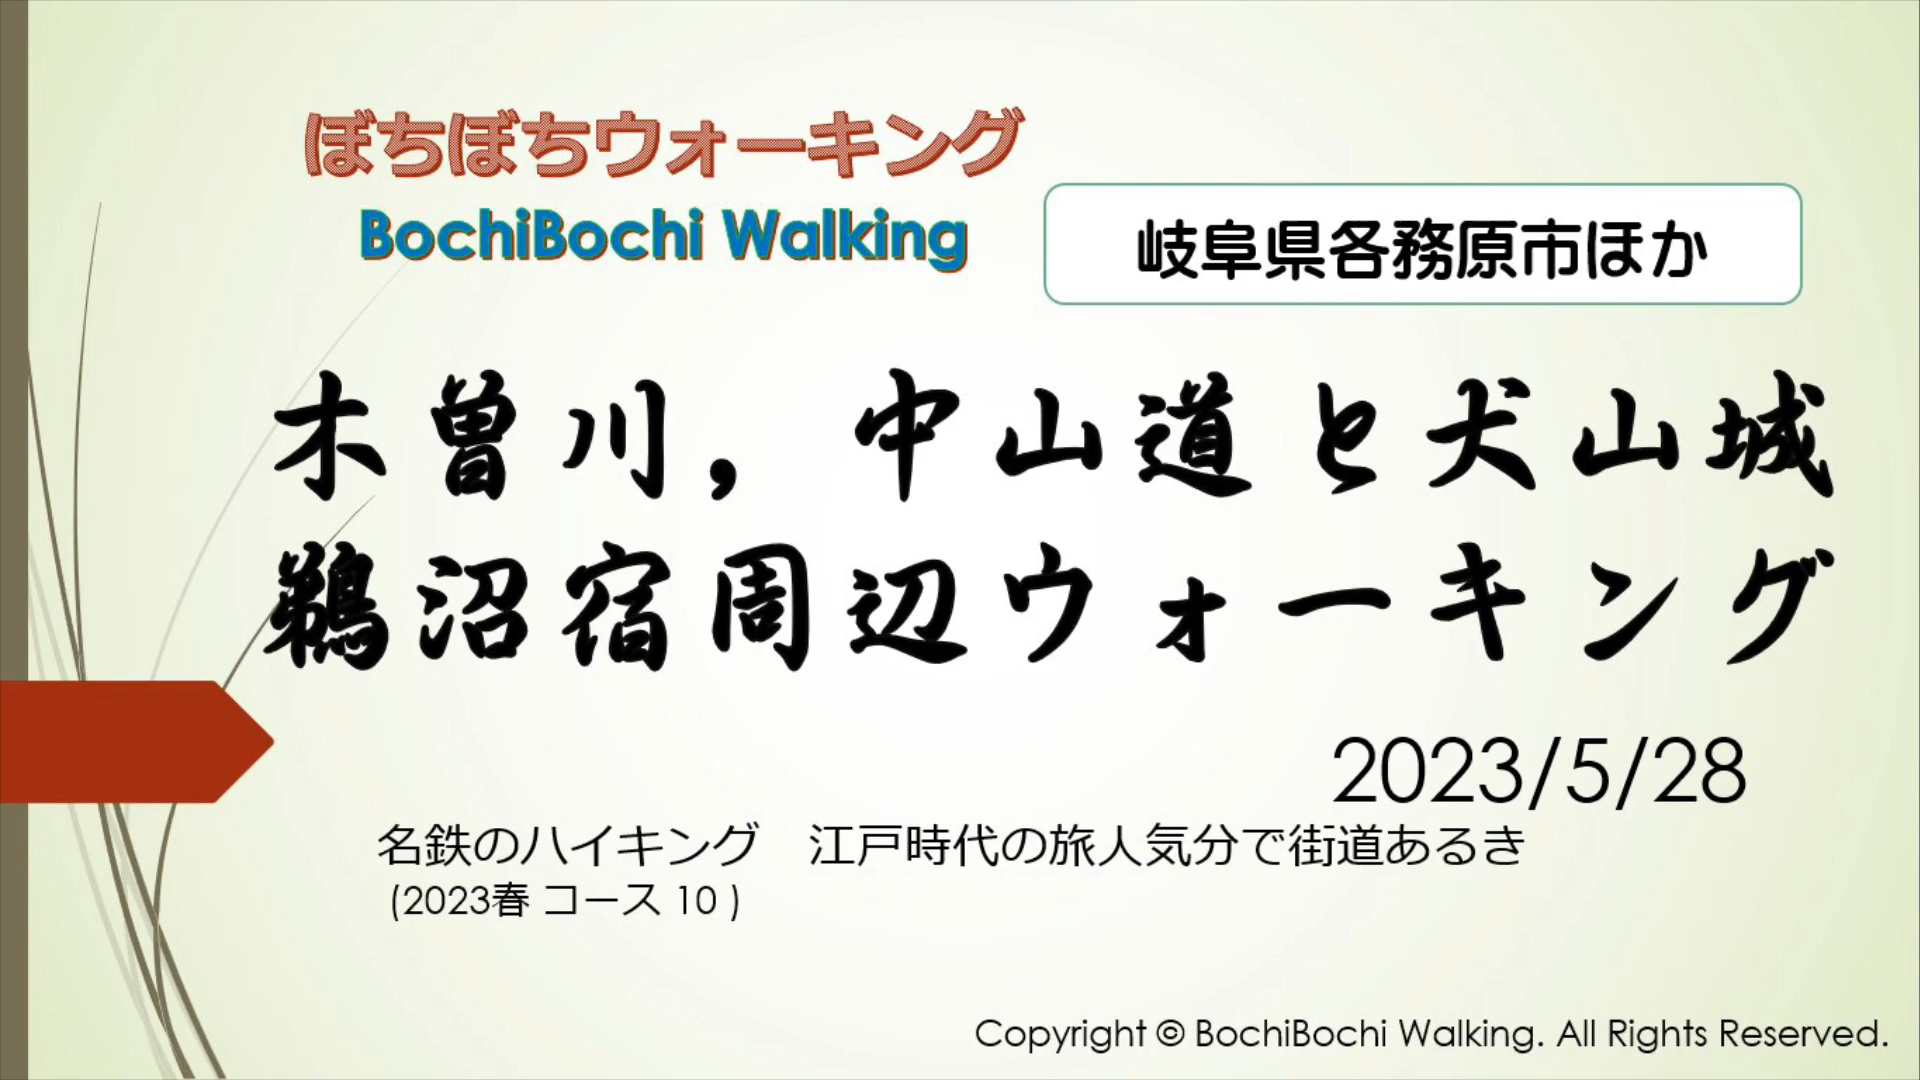 ぼちぼちウォーキング
BochiBochi Walking
岐阜県各務原市ほか
木曽川，中山道と犬山城
鵜沼宿周辺ウォーキング
2023/5/28
名鉄のハイキング　江戸時代の旅人気分で街道あるき
(2023春 コース 10 )
Copyright © BochiBochi Walking. All Rights Reserved.